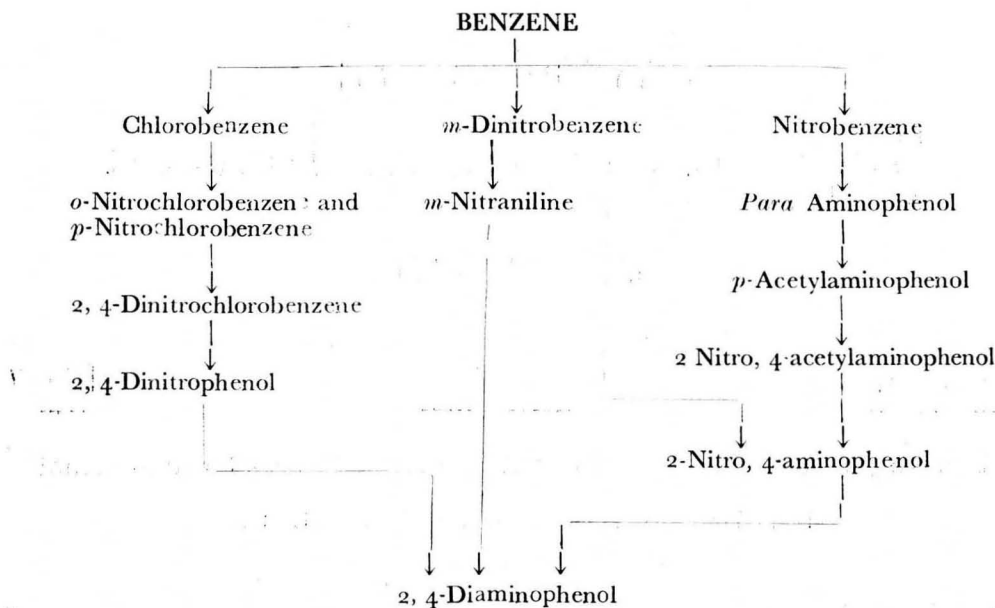 BENZENE
Chlorobenzene
m-Dinitrobenzene
Nitrobenzene
o-Nitrochlorobenzene and
p-Nitrochlorobenzene
m-Nitraniline
Para Aminophenol
p-Acetylaminophenol
2, 4-Dinitrochlorobenzene
2 Nitro, 4-acetylaminophenol
2, 4-Dinitrophenol
2-Nitro, 4-aminophenol
2, 4-Diaminophenol